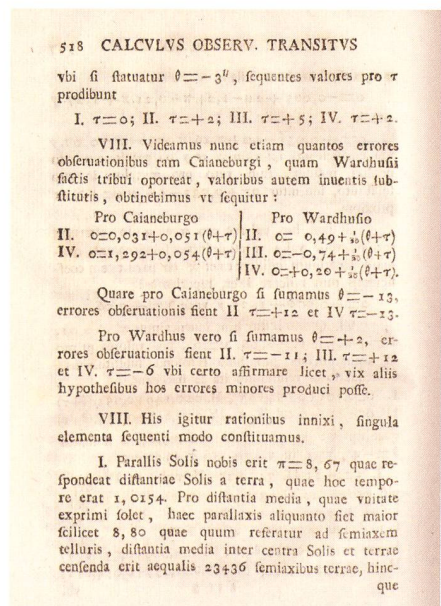 518 CALCVLVS OBSERV. TRANSITVS
vbi ſi ſtatuatur θ=−3'', ſequentes valores pro τ
prodibunt
I. τ=0; II. τ=+2; III. τ=+5; IV. τ=+2.
VIII. Videamus nunc etiam quantos errores
obſeruationibus tam Caianeburgi, quam Wardhuſii
factis tribui oporteat, valoribus autem inuentis ſub-
ſtitutis, obtinebimus vt ſequitur:
Pro Caianeburgo | Pro Wardhuſio
II. 0=0,031+0,051(θ+τ) | II. 0= 0,49+1/30(θ+τ)
IV. 0=1,292+0,054(θ+τ) | III. 0=−0,74+1/30(θ+τ)
IV. 0=+0,20+1/30(θ+τ).
Quare pro Caianeburgo ſi ſumamus θ=−13,
errores obſeruationis fient II τ=+12 et IV τ=−13.
Pro Wardhus vero ſi ſumamus θ=+2, er-
rores obſeruationis fient II. τ=−11; III. τ=+12
et IV. τ=−6 vbi certo affirmare licet, vix aliis
hypotheſibus hos errores minores produci poſſe.
VIII. His igitur rationibus innixi, ſingula
elementa ſequenti modo conſtituamus.
I. Parallis Solis nobis erit π=8, 67 quae re-
ſpondeat diſtantiae Solis a terra, quae hoc tempo-
re erat 1, 0154. Pro diſtantia media, quae vnitate
exprimi ſolet, haec parallaxis aliquanto fiet maior
ſcilicet 8, 80 quae quum referatur ad ſemiaxem
telluris, diſtantia media inter centra Solis et terrae
cenſenda erit aequalis 23436 ſemiaxibus terrae, hinc-
que